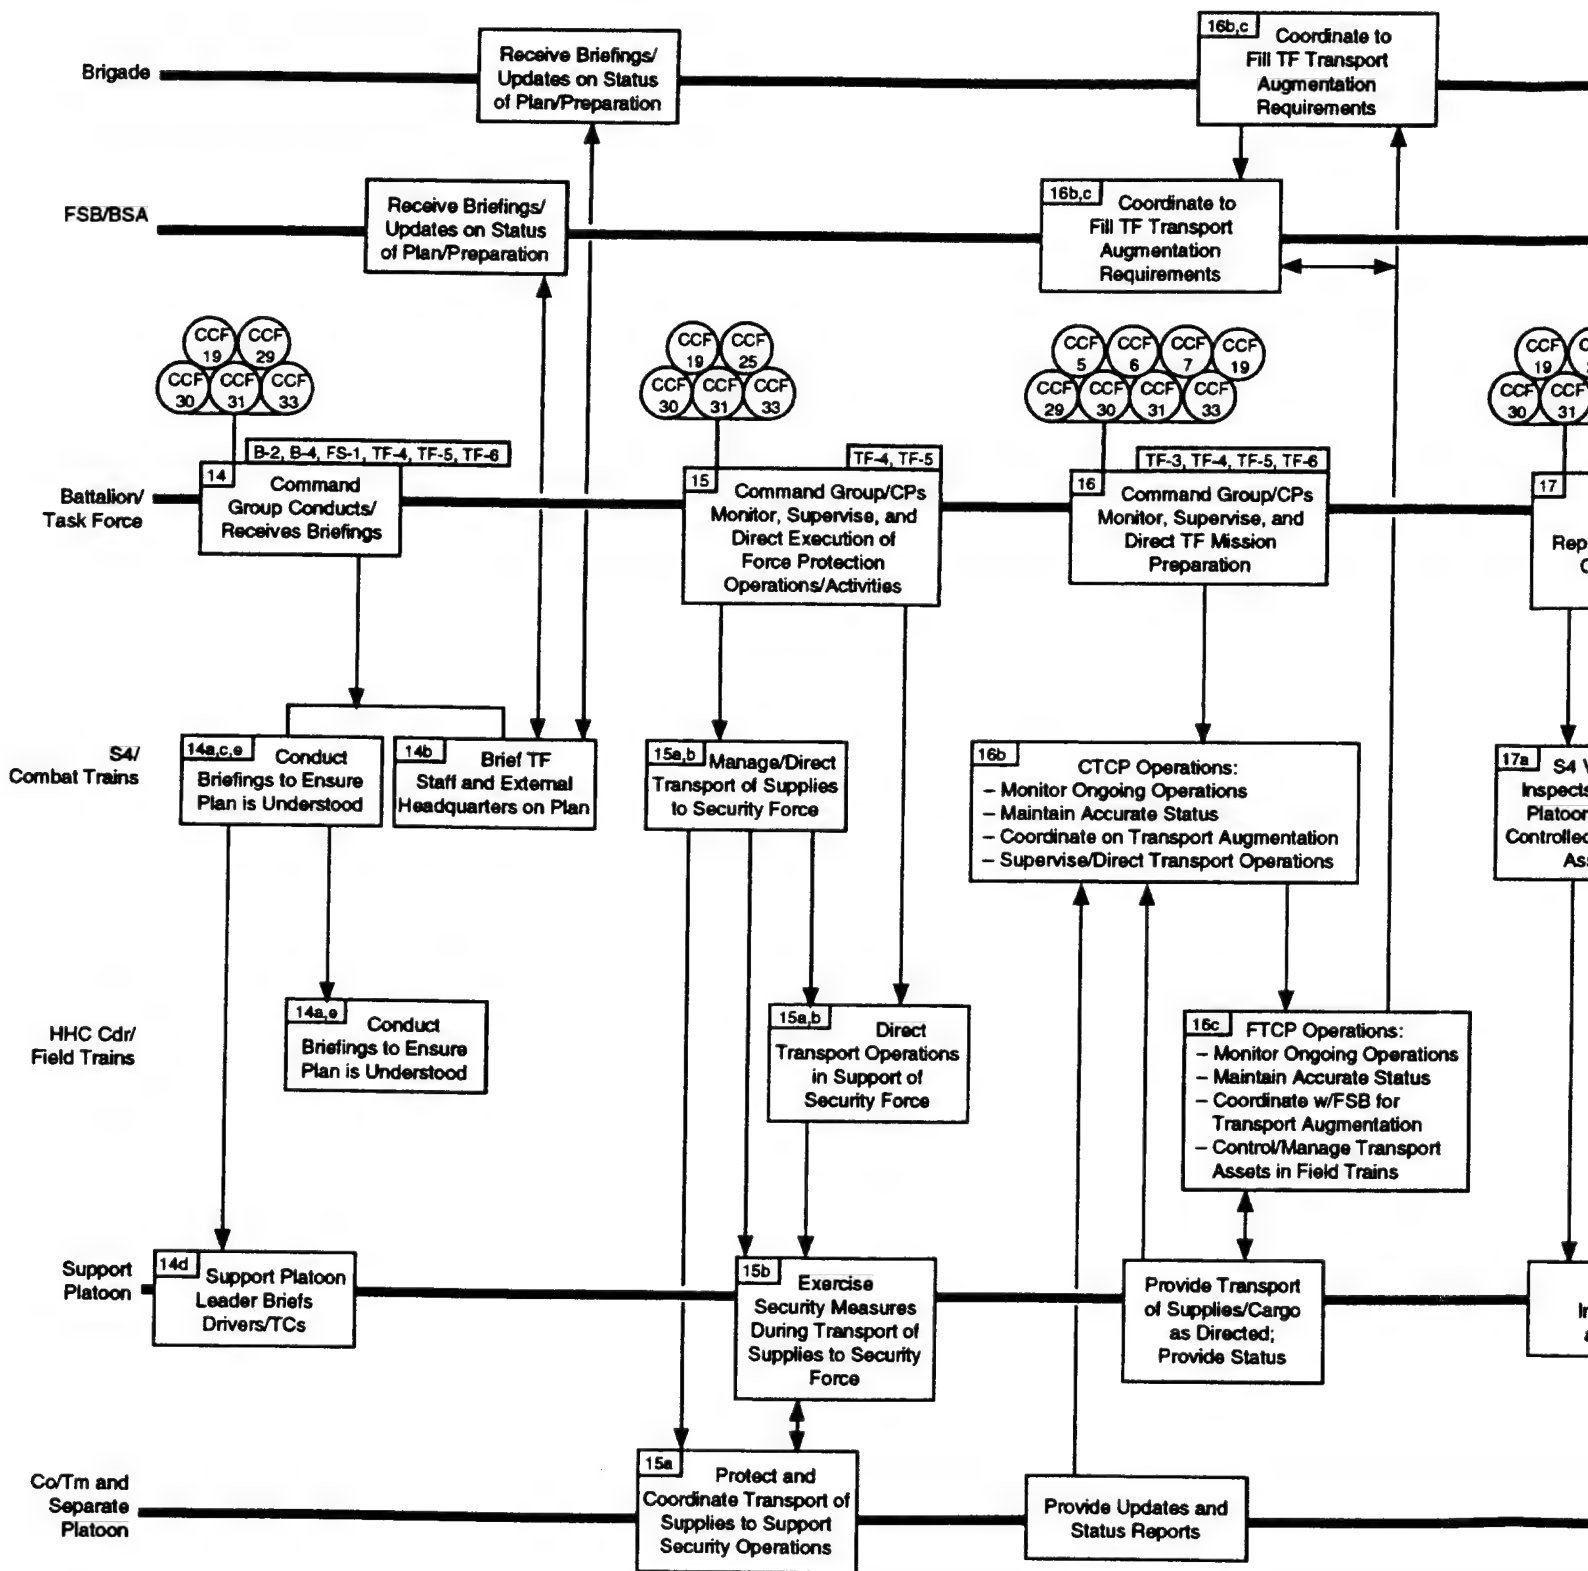 Brigade
Receive Briefings/
Updates on Status
of Plan/Preparation
16b,c
Coordinate to
Fill TF Transport
Augmentation
Requirements
FSB/BSA
Receive Briefings/
Updates on Status
of Plan/Preparation
16b,c
Coordinate to
Fill TF Transport
Augmentation
Requirements
CCF 19
CCF 29
CCF 30
CCF 31
CCF 33
CCF 19
CCF 25
CCF 30
CCF 31
CCF 33
CCF 5
CCF 6
CCF 7
CCF 19
CCF 29
CCF 30
CCF 31
CCF 33
CCF 19
CCF 30
CCF 31
Battalion/
Task Force
B-2, B-4, FS-1, TF-4, TF-5, TF-6
14
Command
Group Conducts/
Receives Briefings
TF-4, TF-5
15
Command Group/CPs
Monitor, Supervise, and
Direct Execution of
Force Protection
Operations/Activities
TF-3, TF-4, TF-5, TF-6
16
Command Group/CPs
Monitor, Supervise, and
Direct TF Mission
Preparation
17
Rep
S4/
Combat Trains
14a,c,e
Conduct
Briefings to Ensure
Plan is Understood
14b
Brief TF
Staff and External
Headquarters on Plan
15a,b
Manage/Direct
Transport of Supplies
to Security Force
16b
CTCP Operations:
– Monitor Ongoing Operations
– Maintain Accurate Status
– Coordinate on Transport Augmentation
– Supervise/Direct Transport Operations
17a
S4 V
Inspects
Platoon
Controlled
Ass
HHC Cdr/
Field Trains
14a,e
Conduct
Briefings to Ensure
Plan is Understood
15a,b
Direct
Transport Operations
in Support of
Security Force
16c
FTCP Operations:
– Monitor Ongoing Operations
– Maintain Accurate Status
– Coordinate w/FSB for
Transport Augmentation
– Control/Manage Transport
Assets in Field Trains
Support
Platoon
14d
Support Platoon
Leader Briefs
Drivers/TCs
15b
Exercise
Security Measures
During Transport of
Supplies to Security
Force
Provide Transport
of Supplies/Cargo
as Directed;
Provide Status
Co/Tm and
Separate
Platoon
15a
Protect and
Coordinate Transport of
Supplies to Support
Security Operations
Provide Updates and
Status Reports